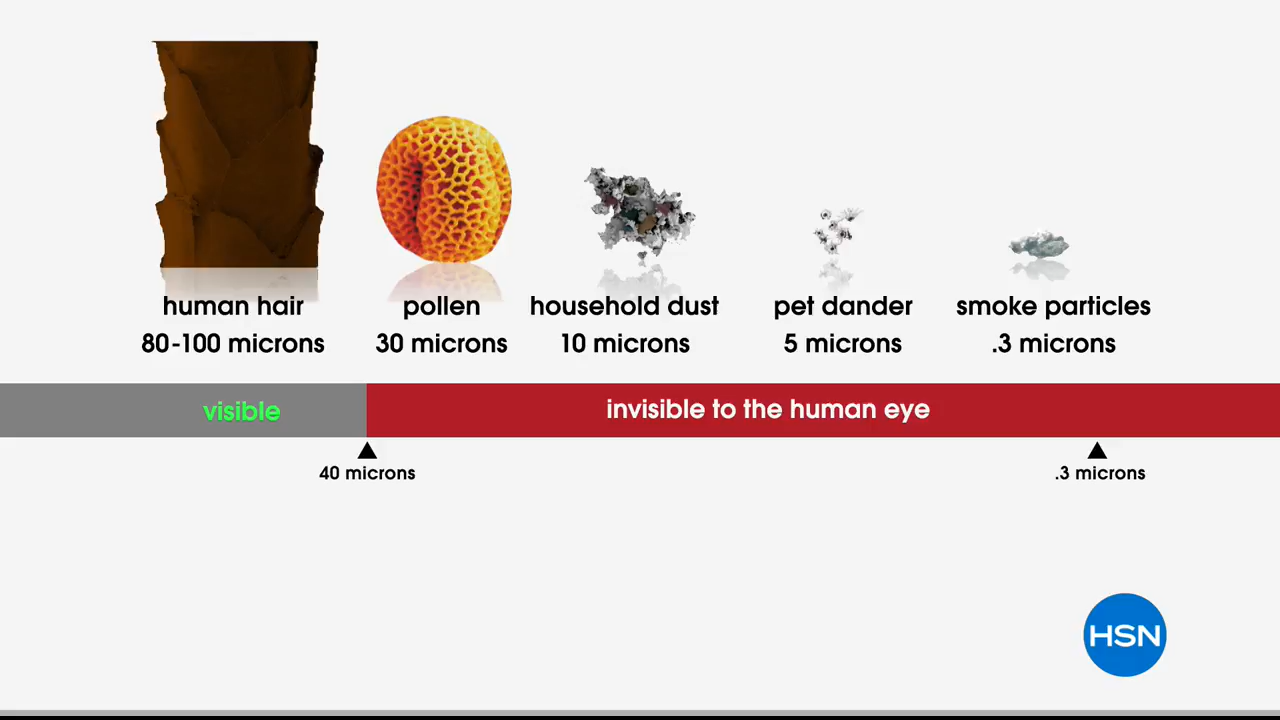 human hair
80-100 microns
pollen
30 microns
household dust
10 microns
pet dander
5 microns
smoke particles
.3 microns
visible
invisible to the human eye
40 microns
.3 microns
HSN